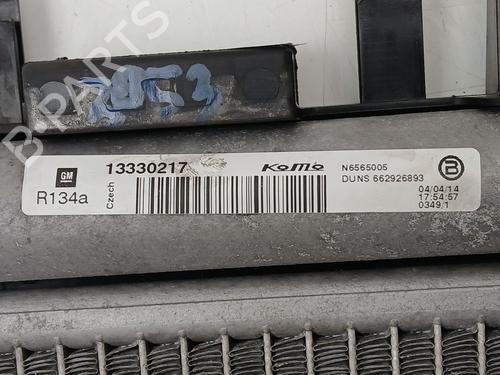 B-PARTS
GM
13330217
KoMo
N6565005
B
R134a
Czech
DUNS 662926893
04/04/14
17:54:57
0349/1